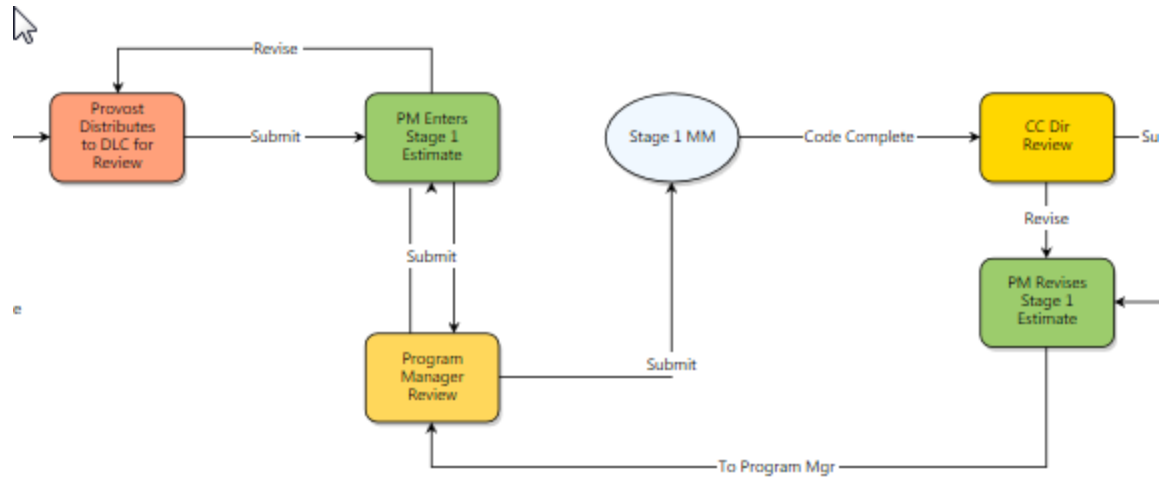 Revise
Provost
Distributes
to DLC for
Review
Submit
PM Enters
Stage 1
Estimate
Stage 1 MM
Code Complete
CC Dir
Review
Su
Revise
Submit
PM Revises
Stage 1
Estimate
e
Program
Manager
Review
Submit
To Program Mgr